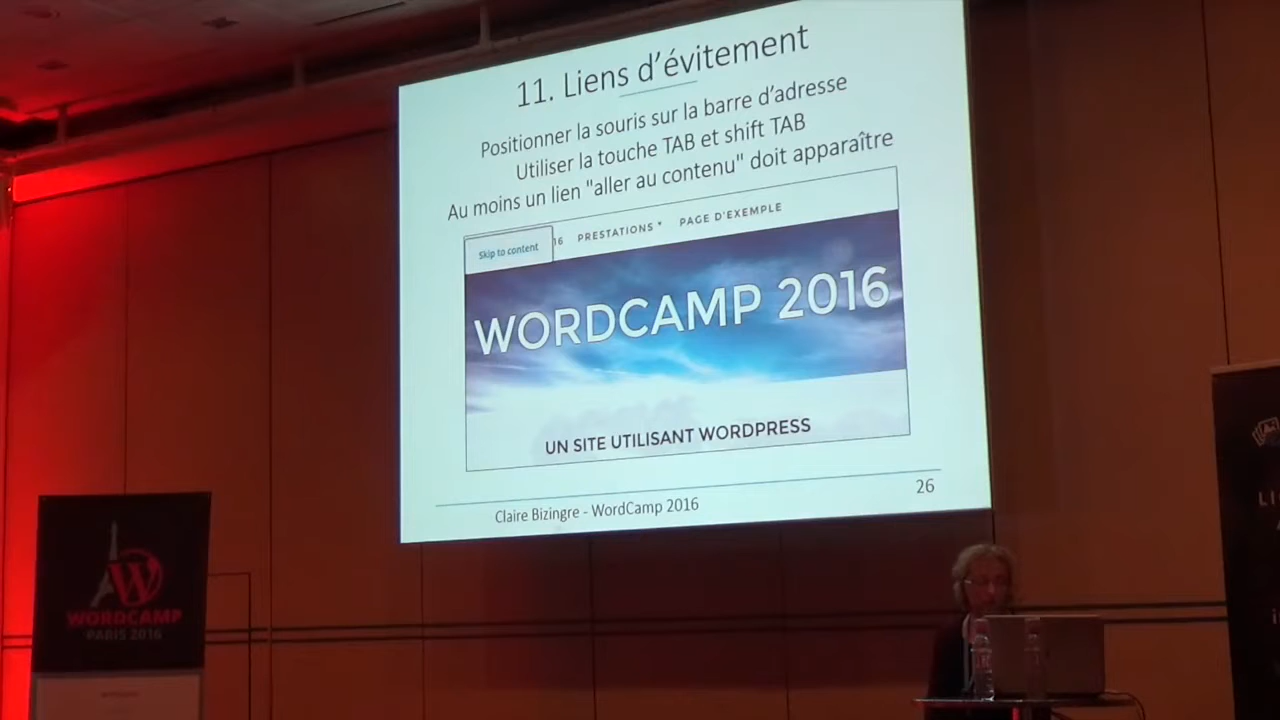 11. Liens d'évitement
Positionner la souris sur la barre d'adresse
Utiliser la touche TAB et shift TAB
Au moins un lien "aller au contenu" doit apparaître
Skip to content
16 PRESTATIONS PAGE D'EXEMPLE
WORDCAMP 2016
UN SITE UTILISANT WORDPRESS
Claire Bizingre - WordCamp 2016
26
W
WORDCAMP
PARIS 2016
LI